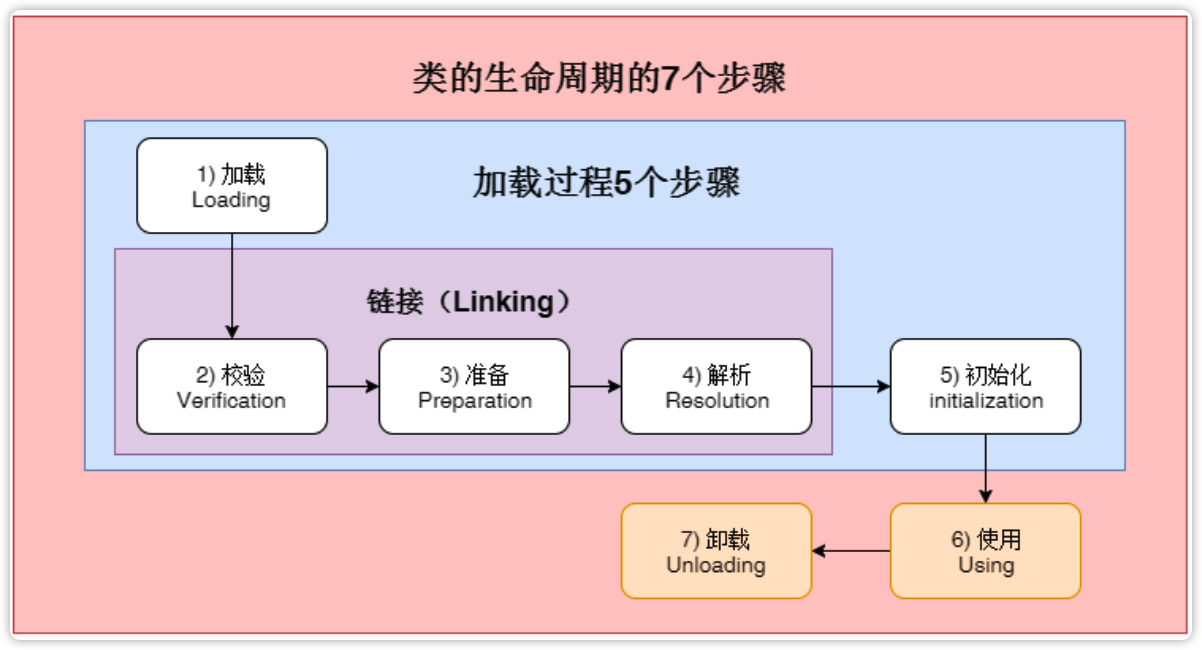 类的生命周期的7个步骤
加载过程5个步骤
1) 加载
Loading
链接（Linking）
2) 校验
Verification
3) 准备
Preparation
4) 解析
Resolution
5) 初始化
initialization
6) 使用
Using
7) 卸载
Unloading